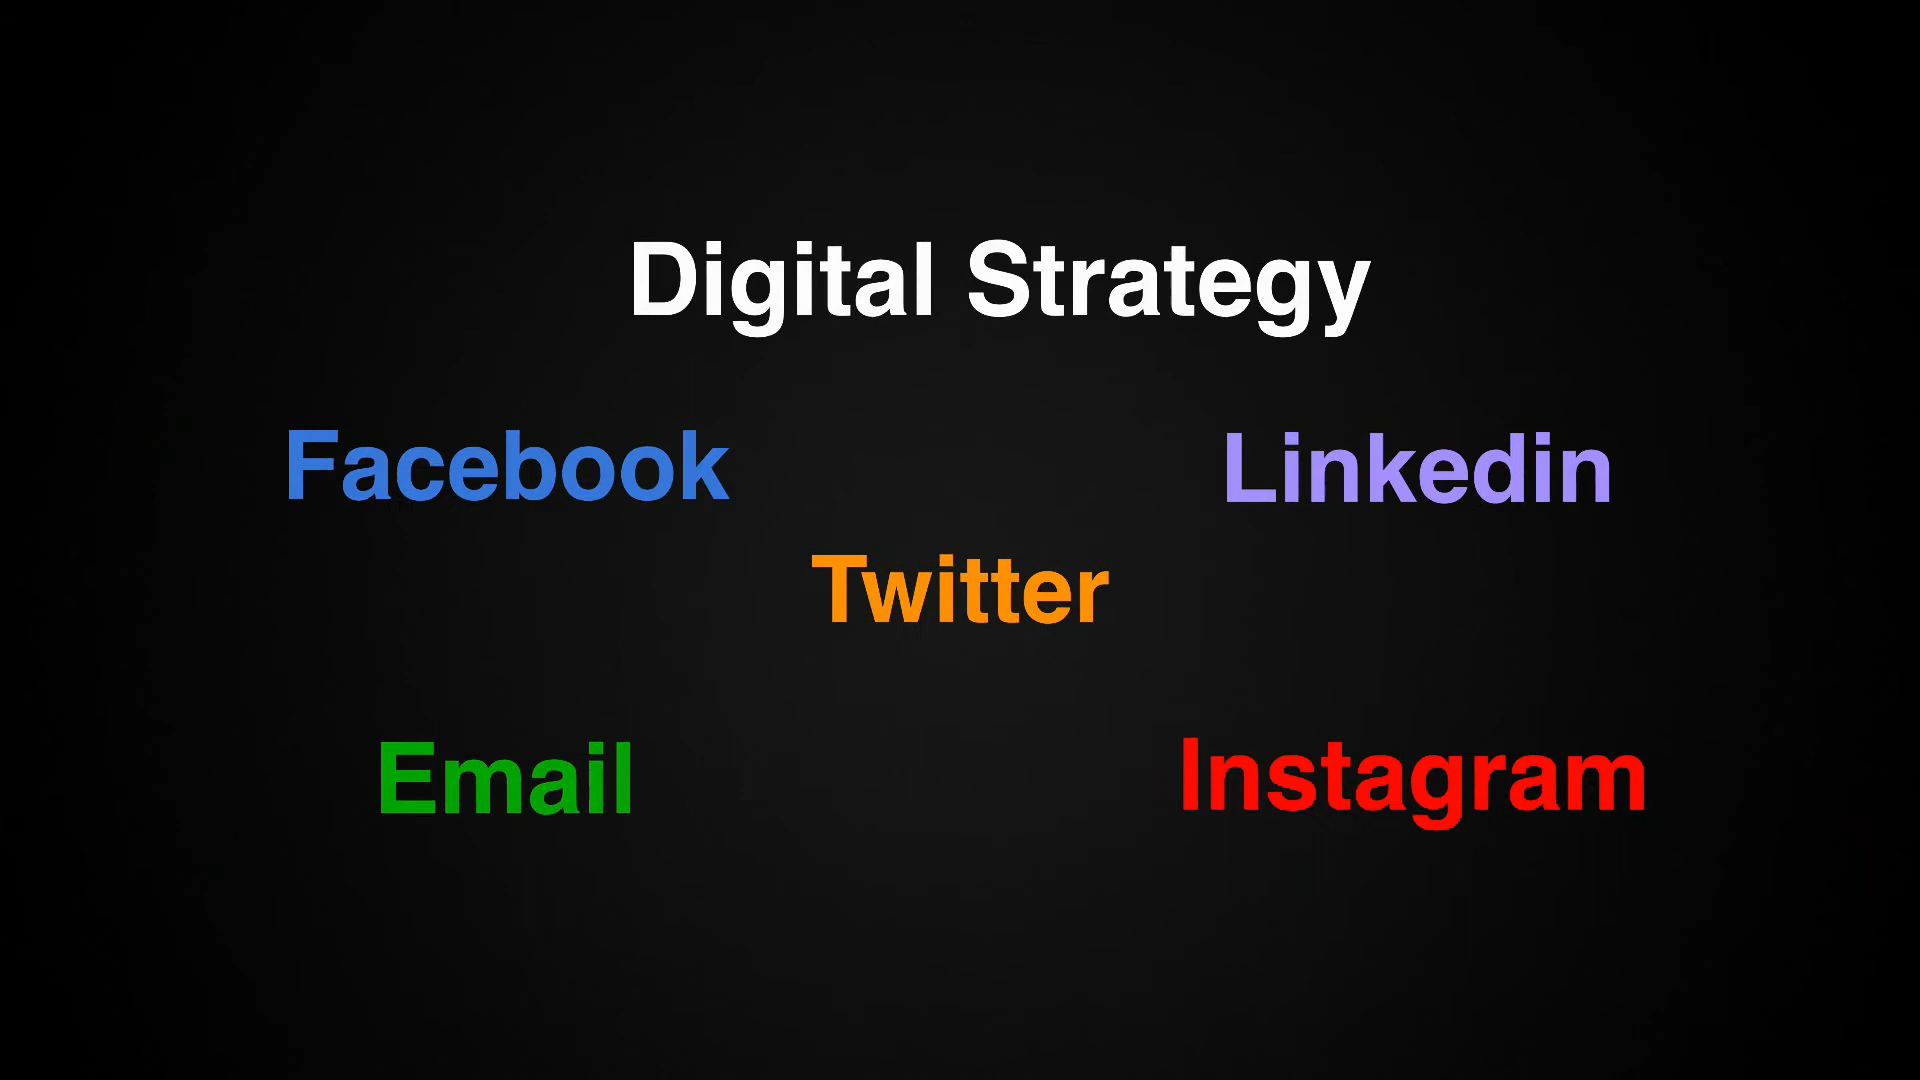 Digital Strategy
Facebook
Linkedin
Twitter
Email
Instagram